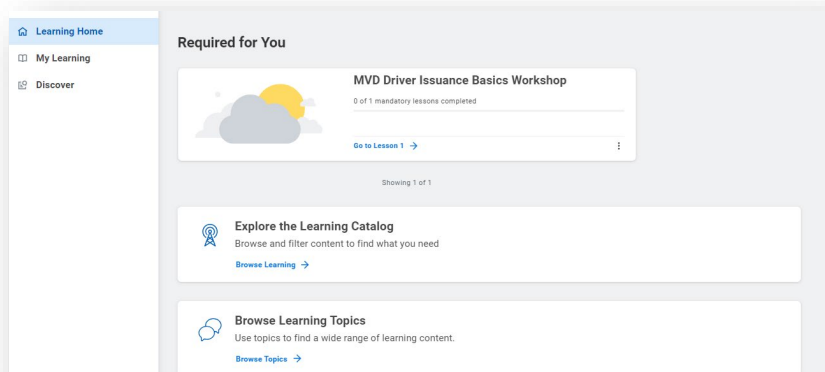 Learning Home
My Learning
Discover
Required for You
MVD Driver Issuance Basics Workshop
0 of 1 mandatory lessons completed
Go to Lesson 1
Showing 1 of 1
Explore the Learning Catalog
Browse and filter content to find what you need
Browse Learning
Browse Learning Topics
Use topics to find a wide range of learning content.
Browse Topics